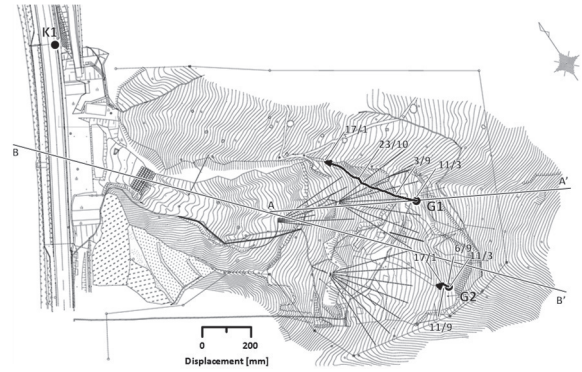 K1
17/1
23/10
3/9
11/3
B
A'
A
G1
6/9
17/1
11/3
G2
B'
11/9
0
200
Displacement [mm]